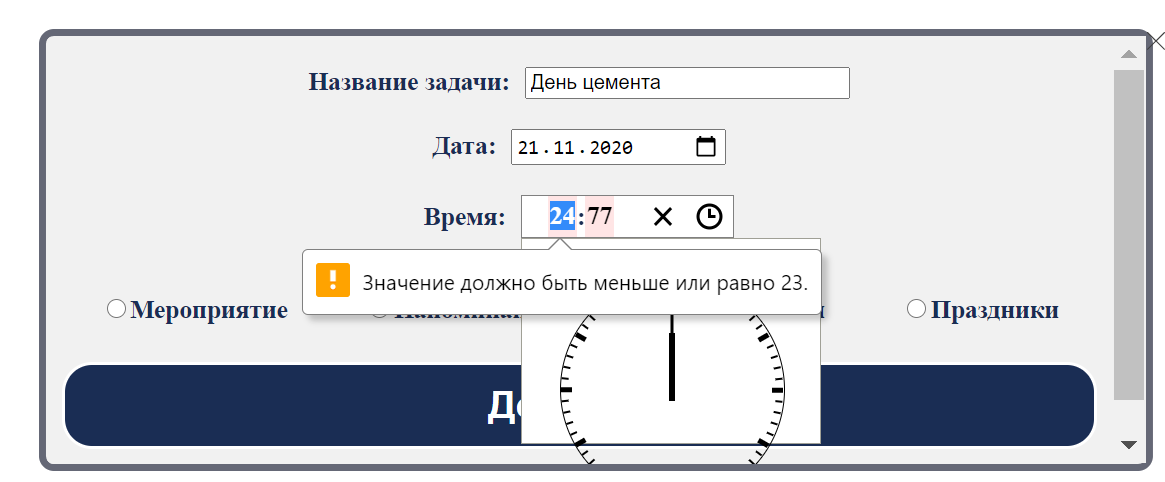 Название задачи: День цемента
Дата: 21.11.2020
Время: 24:77
Значение должно быть меньше или равно 23.
Мероприятие Праздники